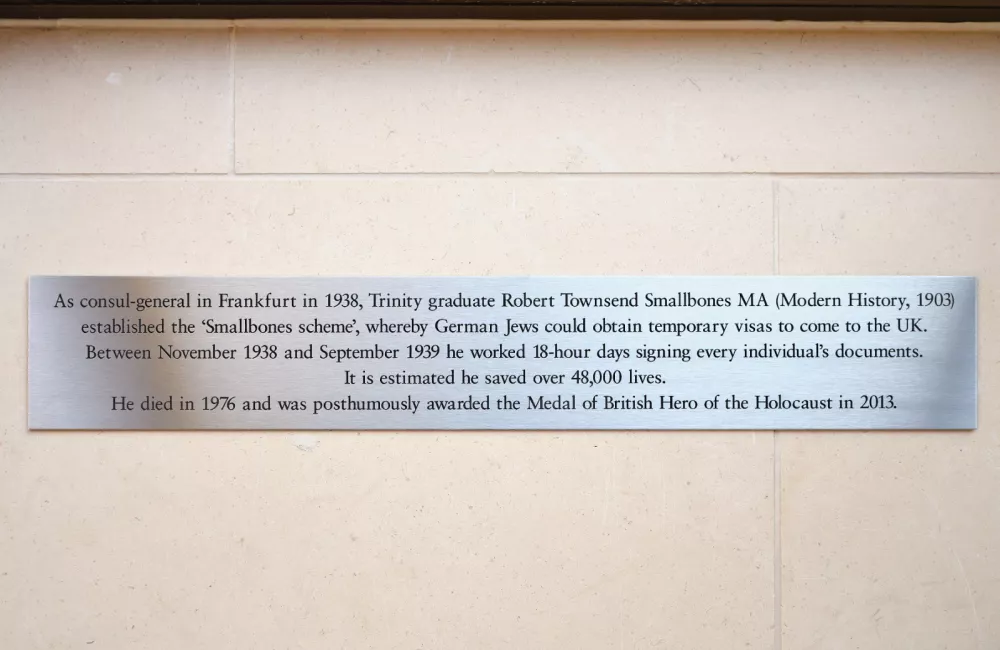 As consul-general in Frankfurt in 1938, Trinity graduate Robert Townsend Smallbones MA (Modern History, 1903)
established the ‘Smallbones scheme’, whereby German Jews could obtain temporary visas to come to the UK.
Between November 1938 and September 1939 he worked 18-hour days signing every individual’s documents.
It is estimated he saved over 48,000 lives.
He died in 1976 and was posthumously awarded the Medal of British Hero of the Holocaust in 2013.